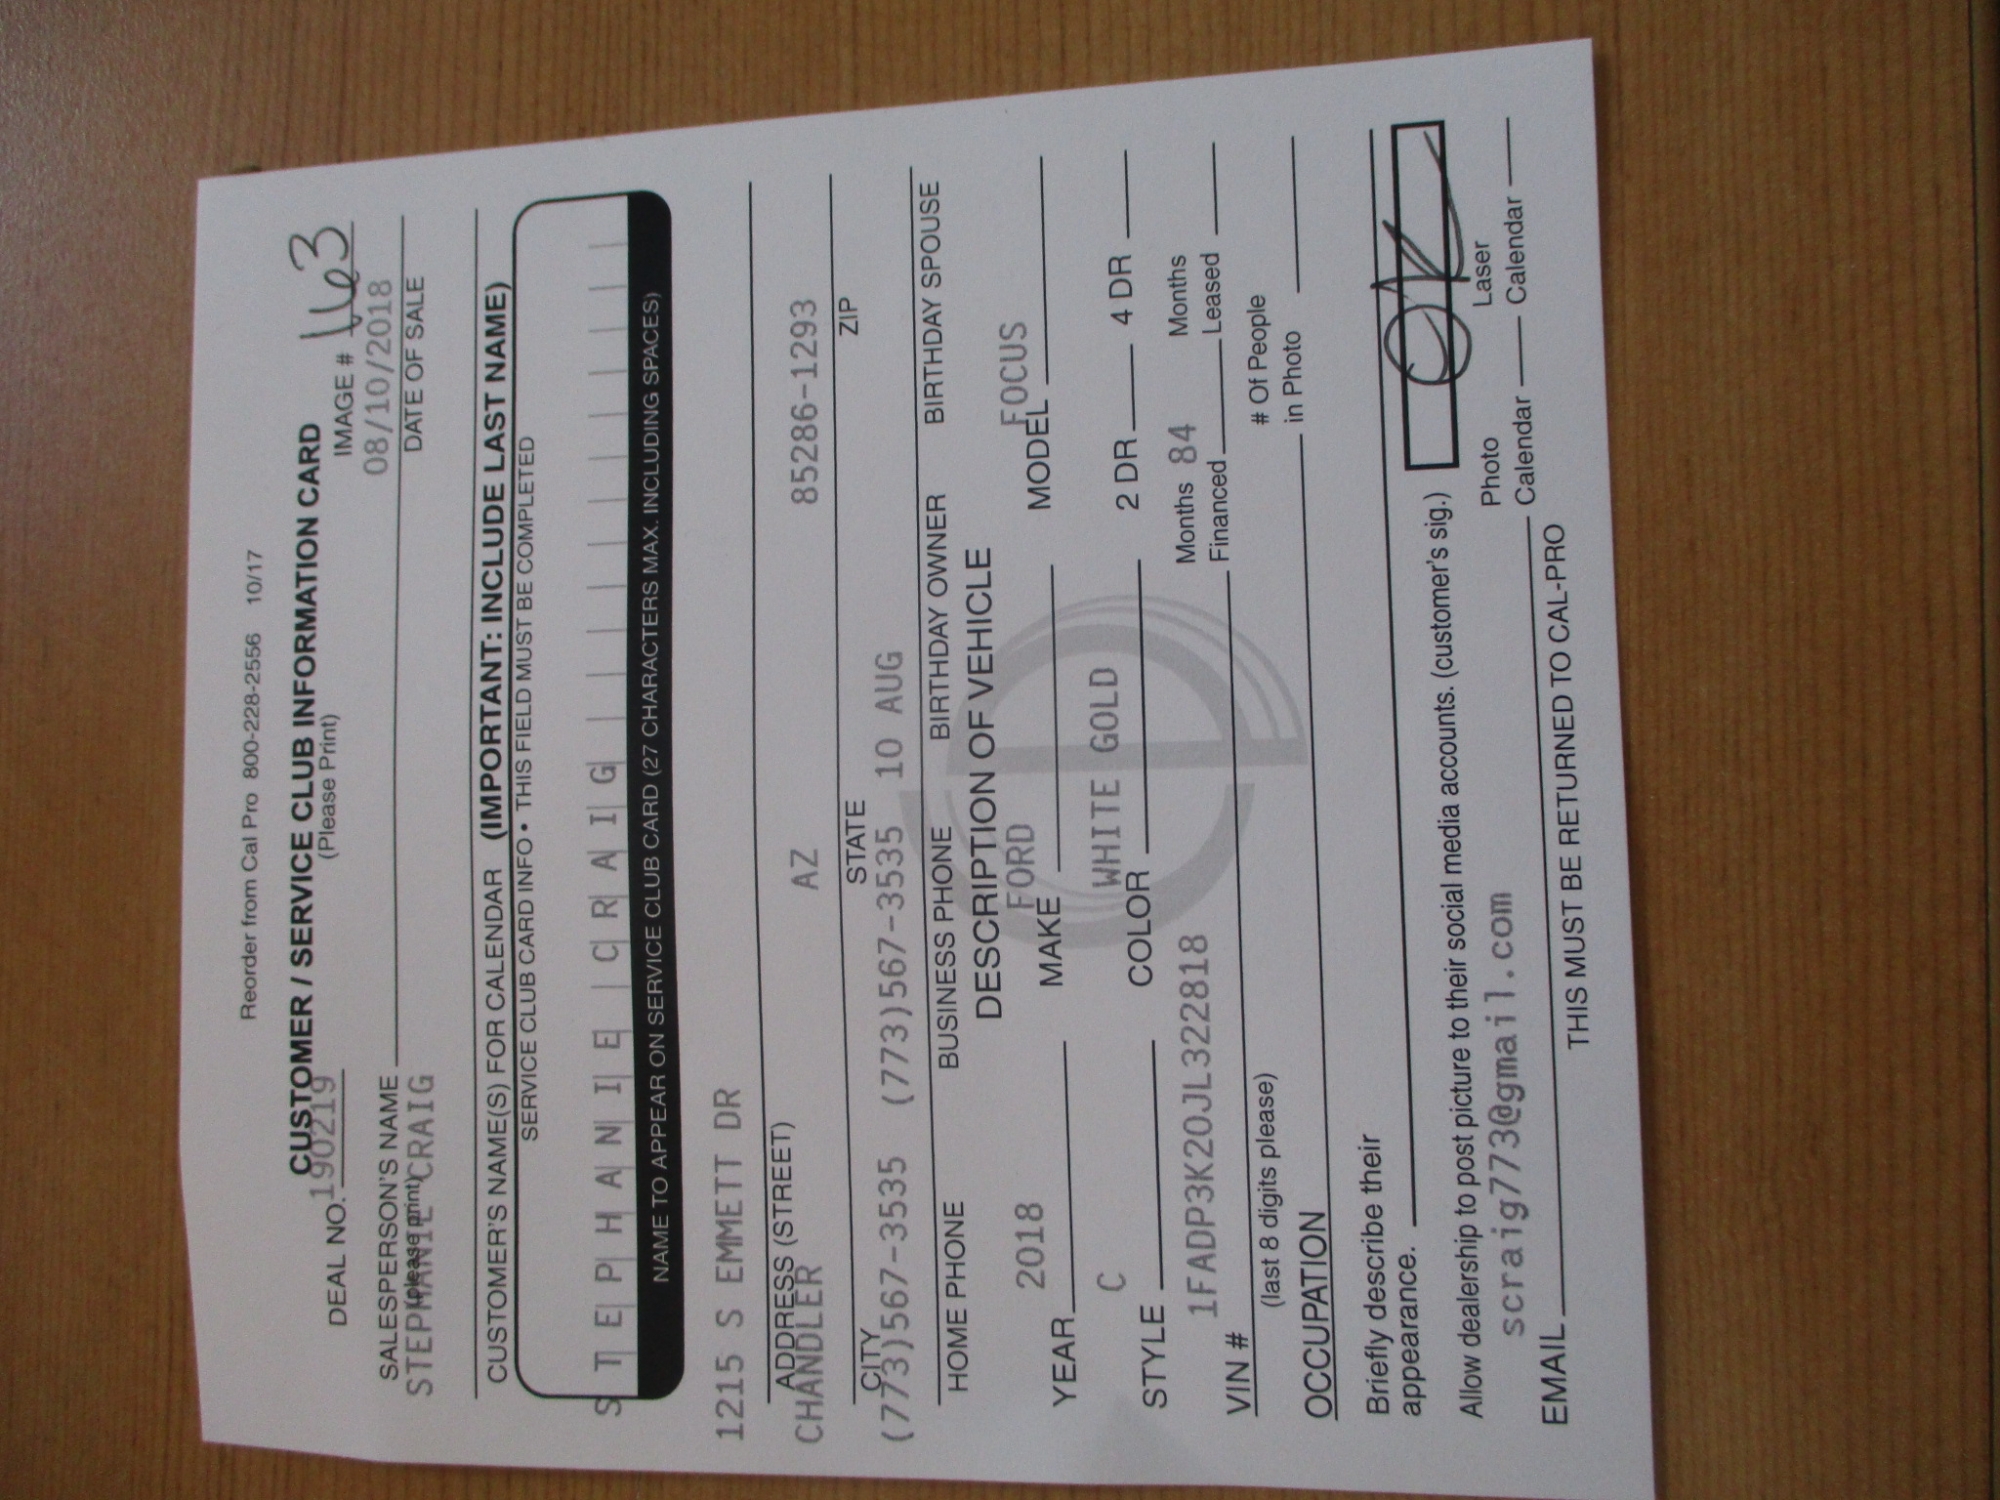 Reorder from Cal Pro 800-228-2556 10/17
CUSTOMER / SERVICE CLUB INFORMATION CARD
(Please Print)
DEAL NO. 190219 IMAGE # 163
08/10/2018
SALESPERSON'S NAME DATE OF SALE
(please print)
STEPHANIE CRAIG
CUSTOMER'S NAME(S) FOR CALENDAR (IMPORTANT: INCLUDE LAST NAME)
SERVICE CLUB CARD INFO • THIS FIELD MUST BE COMPLETED
STEPHANIE CRAIG
NAME TO APPEAR ON SERVICE CLUB CARD (27 CHARACTERS MAX. INCLUDING SPACES)
1215 S EMMETT DR
ADDRESS (STREET)
CHANDLER AZ 85286-1293
CITY STATE ZIP
(773)567-3535 (773)567-3535 10 AUG
HOME PHONE BUSINESS PHONE BIRTHDAY OWNER BIRTHDAY SPOUSE
DESCRIPTION OF VEHICLE
2018 FORD FOCUS
YEAR MAKE MODEL
C WHITE GOLD
STYLE COLOR 2 DR 4 DR
1FADP3K20JL322818 Months 84 Months
VIN # Financed Leased
(last 8 digits please) # Of People
OCCUPATION in Photo
Briefly describe their
appearance.
Allow dealership to post picture to their social media accounts. (customer's sig.) OK
scraig773@gmail.com Photo Laser
EMAIL Calendar Calendar
THIS MUST BE RETURNED TO CAL-PRO